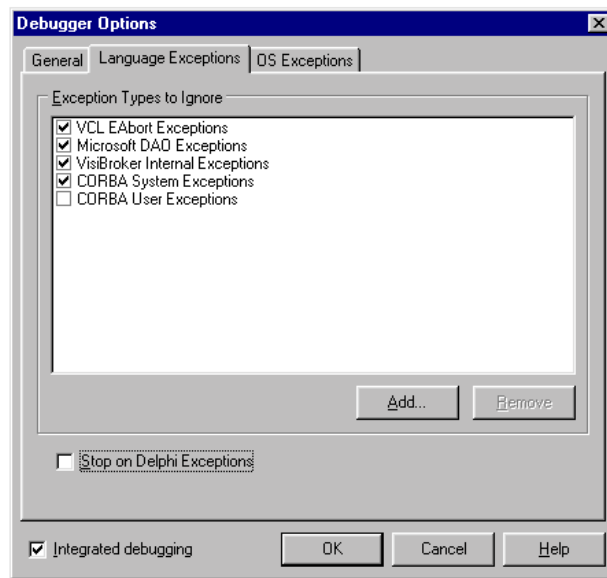 Debugger Options
General Language Exceptions OS Exceptions
Exception Types to Ignore
VCL EAbort Exceptions
Microsoft DAO Exceptions
VisiBroker Internal Exceptions
CORBA System Exceptions
CORBA User Exceptions
Add... Remove
Stop on Delphi Exceptions
Integrated debugging OK Cancel Help